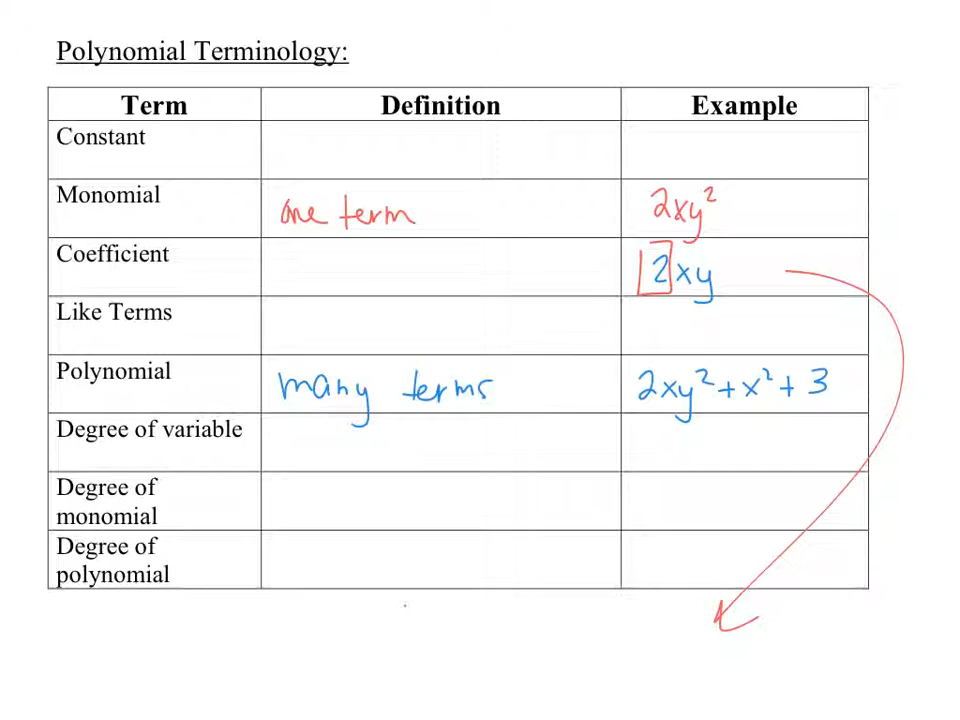 Polynomial Terminology:
Term Definition Example
Constant
Monomial one term 2xy²
Coefficient 2xy
Like Terms
Polynomial many terms 2xy² + x² + 3
Degree of variable
Degree of
monomial
Degree of
polynomial